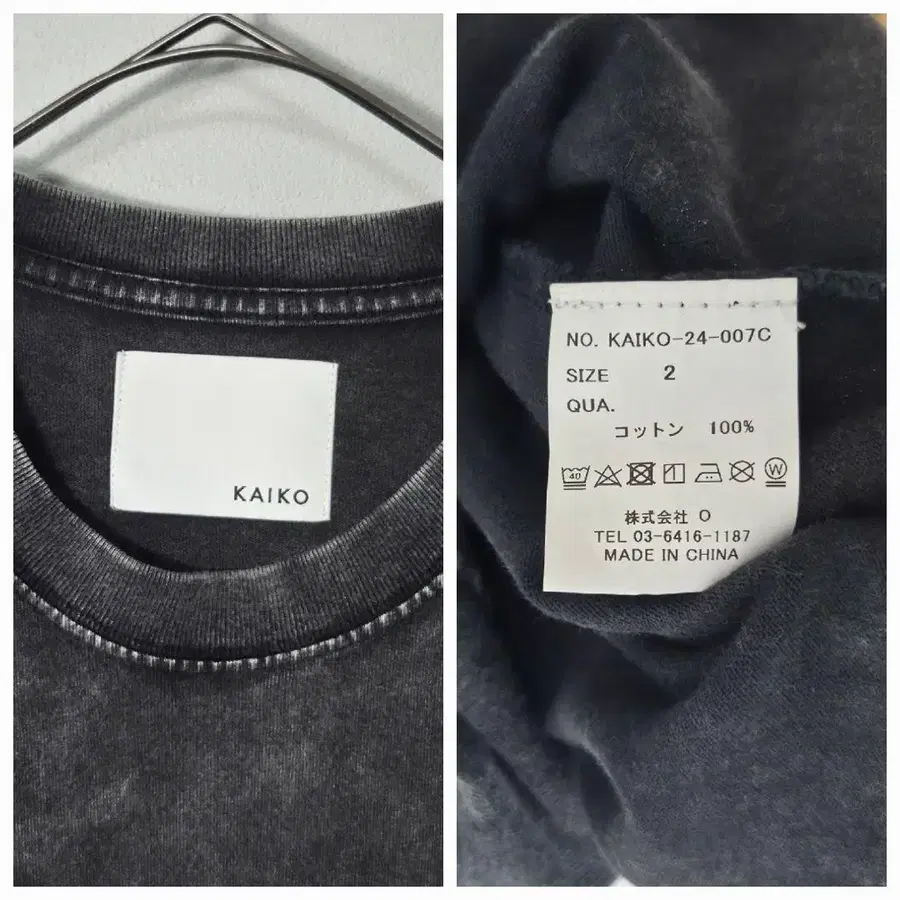 KAIKO
NO. KAIKO-24-007C
SIZE 2
QUA.
コットン 100%
40
W
株式会社 O
TEL 03-6416-1187
MADE IN CHINA